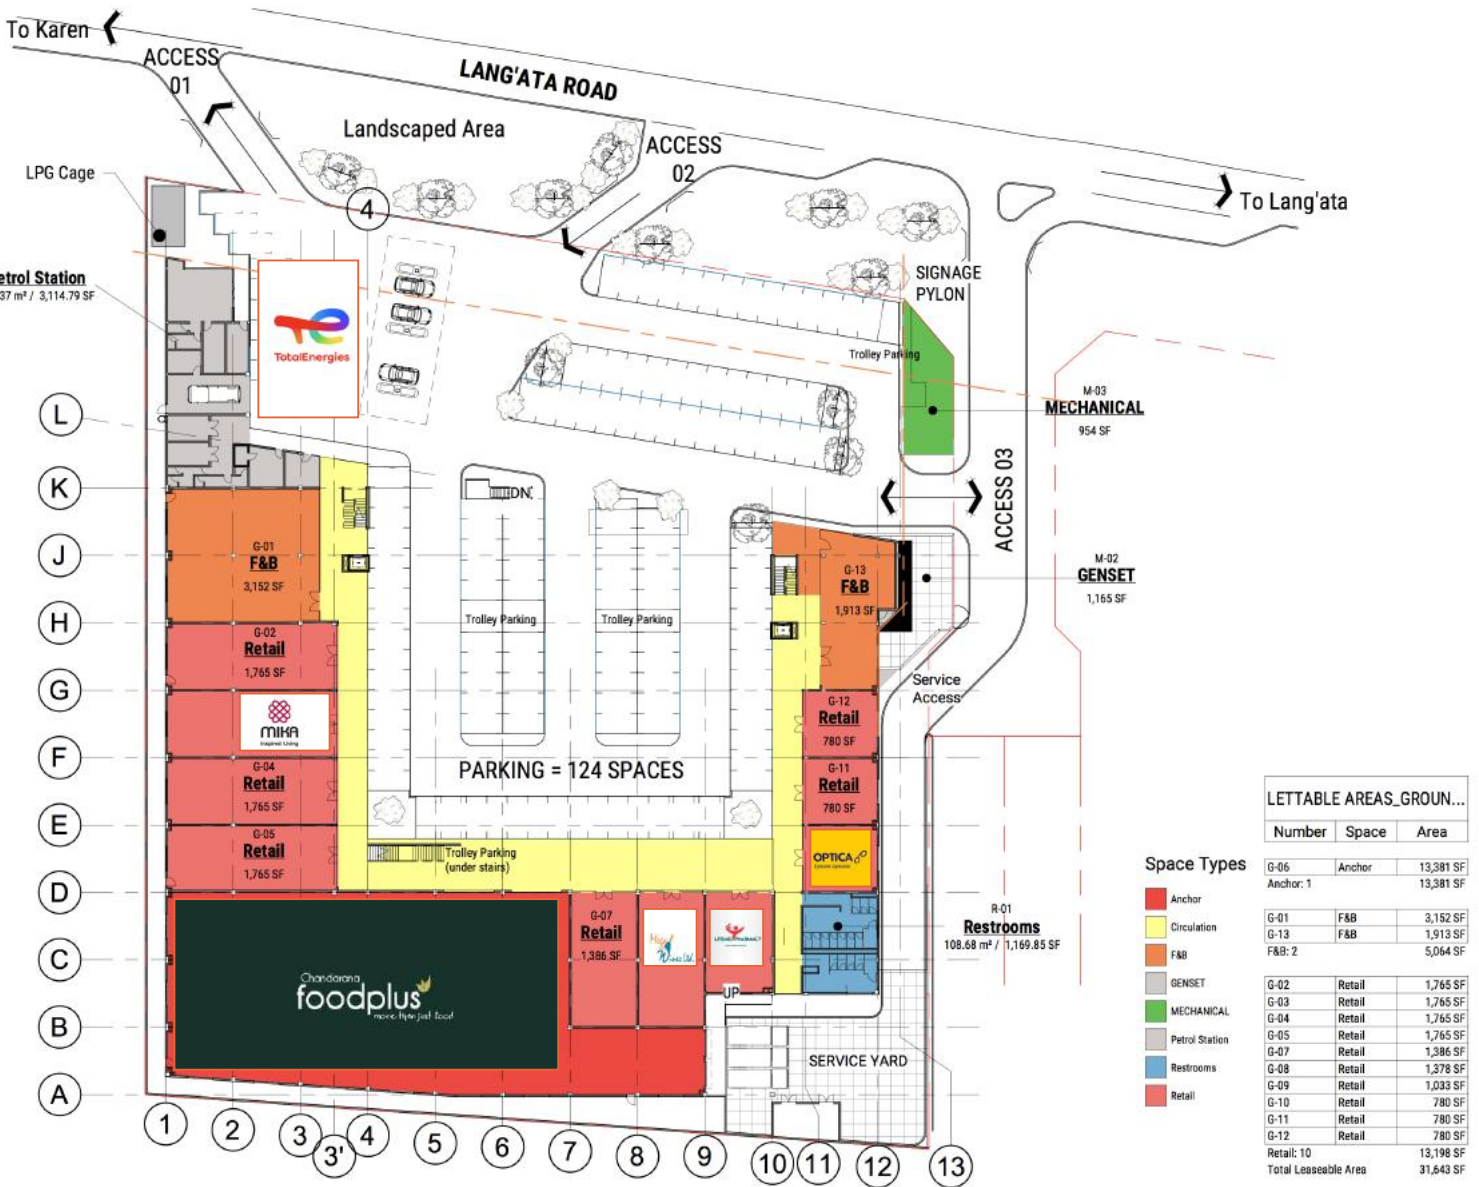 To Karen
ACCESS
01
LANG'ATA ROAD
Landscaped Area
ACCESS
02
LPG Cage
4
To Lang'ata
etrol Station
37 m² / 3,114.79 SF
TotalEnergies
SIGNAGE
PYLON
Trolley Parking
M-03
MECHANICAL
954 SF
L
K
J
H
G
F
E
D
C
B
A
DN.
ACCESS 03
G-01
F&B
3,152 SF
G-13
F&B
1,913 SF
M-02
GENSET
1,165 SF
Trolley Parking
Trolley Parking
G-02
Retail
1,765 SF
Service
Access
MIKA
Inspired Living
G-12
Retail
780 SF
G-04
Retail
1,765 SF
PARKING = 124 SPACES
G-11
Retail
780 SF
G-05
Retail
1,765 SF
Trolley Parking
(under stairs)
OPTICA
Chandarana
foodplus
more than just food
G-07
Retail
1,386 SF
UP
R-01
Restrooms
108.68 m² / 1,169.85 SF
SERVICE YARD
1
2
3
3'
4
5
6
7
8
9
10
11
12
13
Space Types
Anchor
Circulation
F&B
GENSET
MECHANICAL
Petrol Station
Restrooms
Retail
LETTABLE AREAS_GROUN...
Number Space Area
G-06 Anchor 13,381 SF
Anchor: 1 13,381 SF
G-01 F&B 3,152 SF
G-13 F&B 1,913 SF
F&B: 2 5,064 SF
G-02 Retail 1,765 SF
G-03 Retail 1,765 SF
G-04 Retail 1,765 SF
G-05 Retail 1,765 SF
G-07 Retail 1,386 SF
G-08 Retail 1,378 SF
G-09 Retail 1,033 SF
G-10 Retail 780 SF
G-11 Retail 780 SF
G-12 Retail 780 SF
Retail: 10 13,198 SF
Total Leaseable Area 31,643 SF